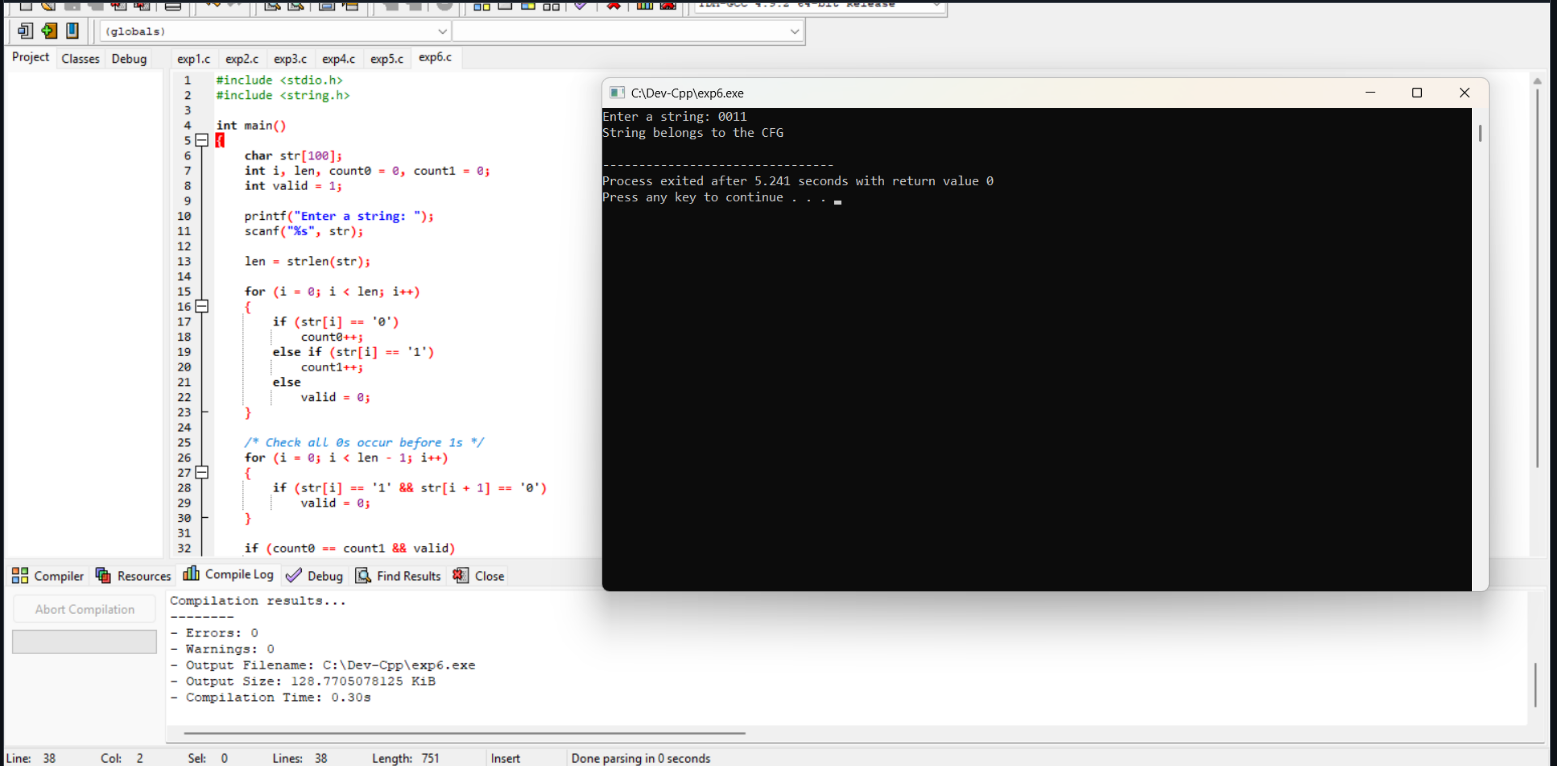 TDM-GCC 4.9.2 64-bit Release
(globals)
Project Classes Debug
exp1.c exp2.c exp3.c exp4.c exp5.c exp6.c
1 #include <stdio.h>
2 #include <string.h>
3
4 int main()
5 {
6 char str[100];
7 int i, len, count0 = 0, count1 = 0;
8 int valid = 1;
9
10 printf("Enter a string: ");
11 scanf("%s", str);
12
13 len = strlen(str);
14
15 for (i = 0; i < len; i++)
16 {
17 if (str[i] == '0')
18 count0++;
19 else if (str[i] == '1')
20 count1++;
21 else
22 valid = 0;
23 }
24
25 /* Check all 0s occur before 1s */
26 for (i = 0; i < len - 1; i++)
27 {
28 if (str[i] == '1' && str[i + 1] == '0')
29 valid = 0;
30 }
31
32 if (count0 == count1 && valid)
C:\Dev-Cpp\exp6.exe
Enter a string: 0011
String belongs to the CFG
--------------------------------
Process exited after 5.241 seconds with return value 0
Press any key to continue . . .
Compiler Resources Compile Log Debug Find Results Close
Abort Compilation
Compilation results...
--------
- Errors: 0
- Warnings: 0
- Output Filename: C:\Dev-Cpp\exp6.exe
- Output Size: 128.7705078125 KiB
- Compilation Time: 0.30s
Line: 38 Col: 2 Sel: 0 Lines: 38 Length: 751 Insert Done parsing in 0 seconds